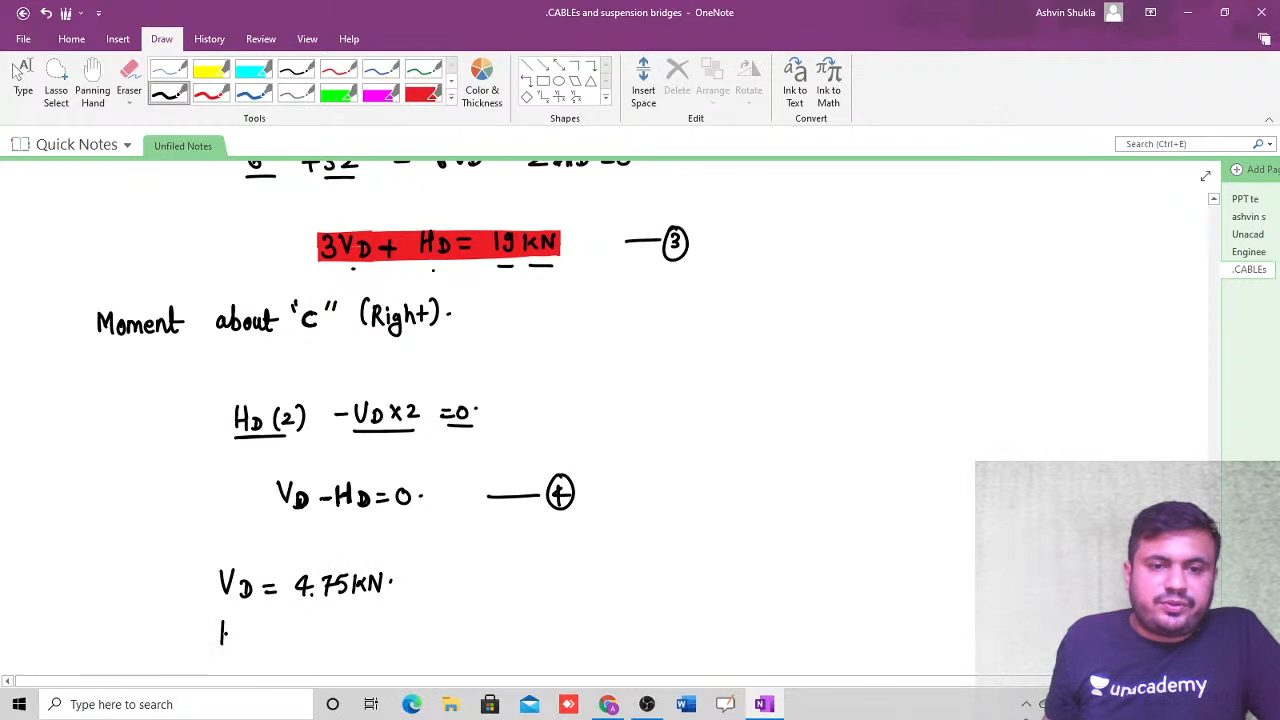 .CABLEs and suspension bridges - OneNote
Ashvin Shukla
File Home Insert Draw History Review View Help
Type
Lasso Select
Panning Hand
Eraser
Color & Thickness
Insert Space
Delete
Arrange
Rotate
Ink to Text
Ink to Math
Tools
Shapes
Edit
Convert
Quick Notes
Unfiled Notes
Search (Ctrl+E)
Add Pag
PPT te
ashvin s
Unacad
Enginee
.CABLEs
3VD + HD = 19 kN — 3
Moment about "C" (Right).
HD (2) - VD x 2 = 0.
VD - HD = 0. — 4
VD = 4.75 kN.
unacademy
Type here to search